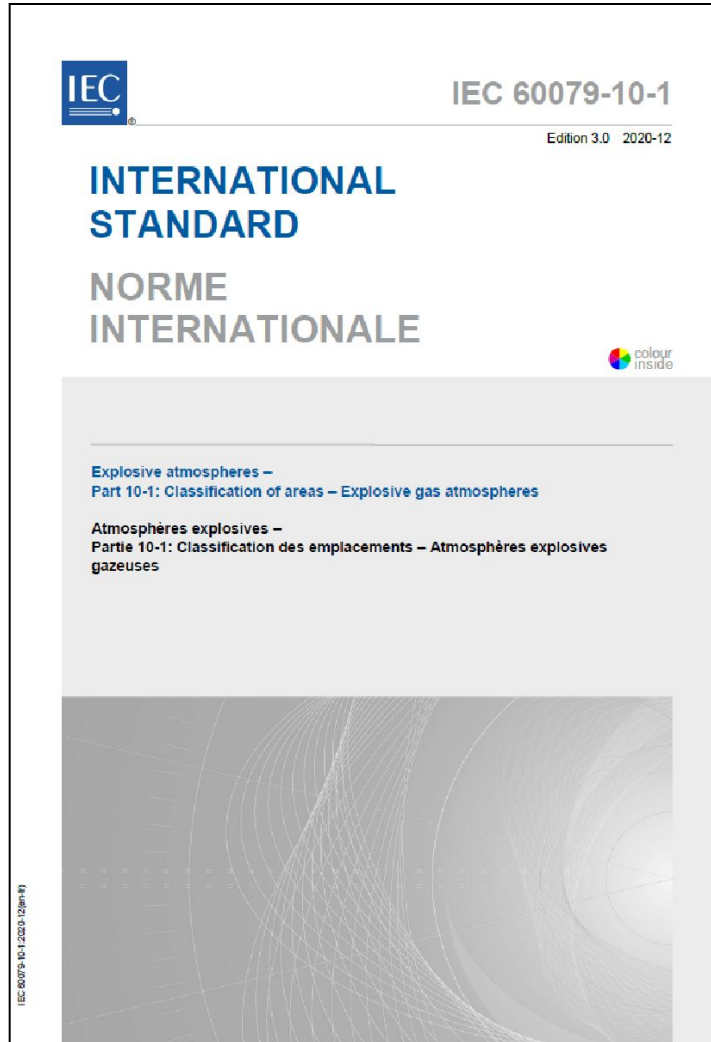 IEC
®
IEC 60079-10-1
Edition 3.0 2020-12
INTERNATIONAL
STANDARD
NORME
INTERNATIONALE
colour
inside
Explosive atmospheres –
Part 10-1: Classification of areas – Explosive gas atmospheres
Atmosphères explosives –
Partie 10-1: Classification des emplacements – Atmosphères explosives
gazeuses
IEC 60079-10-1:2020-12(en-fr)